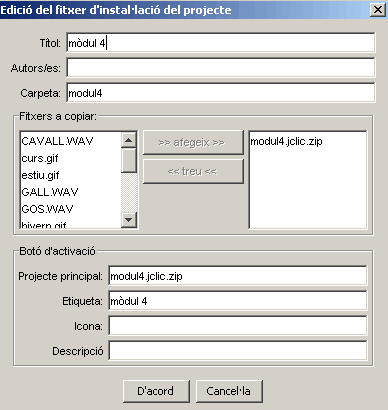 Edició del fitxer d'instal·lació del projecte
Títol: mòdul 4
Autors/es:
Carpeta: modul4
Fitxers a copiar:
CAVALL.WAV
curs.gif
estiu.gif
GALL.WAV
GOS.WAV
hivern.gif
>> afegeix >>
<< treu <<
modul4.jclic.zip
Botó d'activació
Projecte principal: modul4.jclic.zip
Etiqueta: mòdul 4
Icona:
Descripció
D'acord Cancel·la